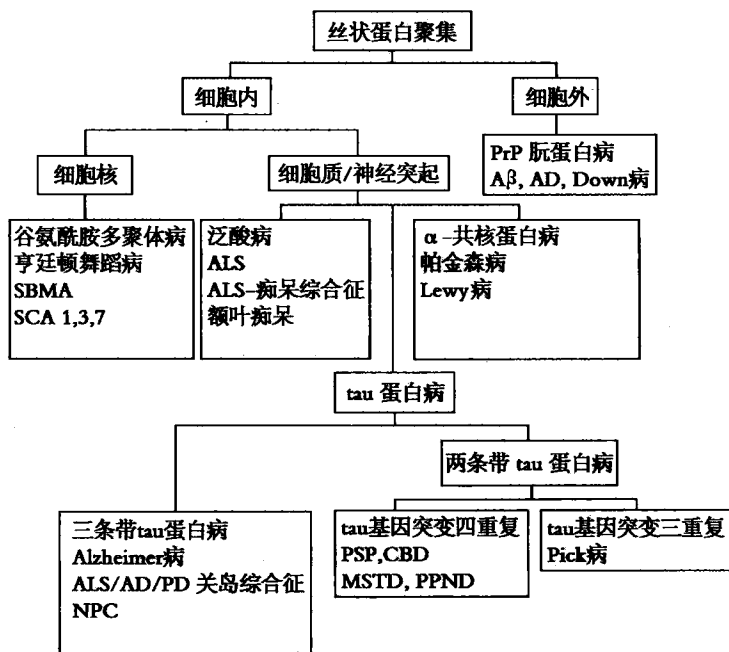 丝状蛋白聚集
细胞内
细胞外
PrP 朊蛋白病
Aβ, AD, Down病
细胞核
细胞质/神经突起
谷氨酰胺多聚体病
亨廷顿舞蹈病
SBMA
SCA 1,3,7
泛酸病
ALS
ALS-痴呆综合征
额叶痴呆
α-共核蛋白病
帕金森病
Lewy病
tau 蛋白病
两条带 tau 蛋白病
三条带tau蛋白病
Alzheimer病
ALS/AD/PD 关岛综合征
NPC
tau基因突变四重复
PSP,CBD
MSTD, PPND
tau基因突变三重复
Pick病